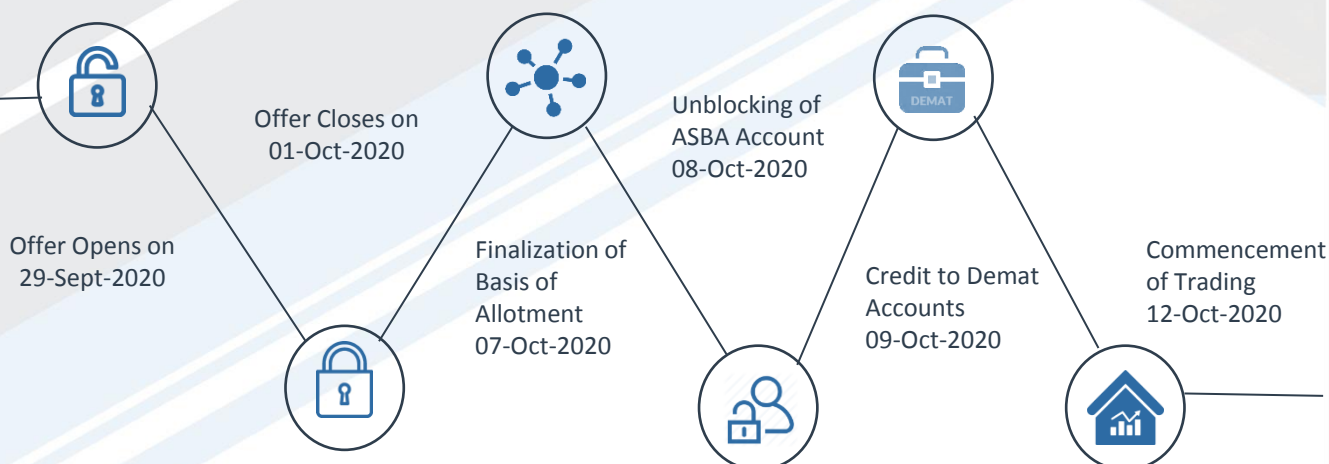 Offer Opens on
29-Sept-2020
Offer Closes on
01-Oct-2020
Finalization of
Basis of
Allotment
07-Oct-2020
Unblocking of
ASBA Account
08-Oct-2020
DEMAT
Credit to Demat
Accounts
09-Oct-2020
Commencement
of Trading
12-Oct-2020